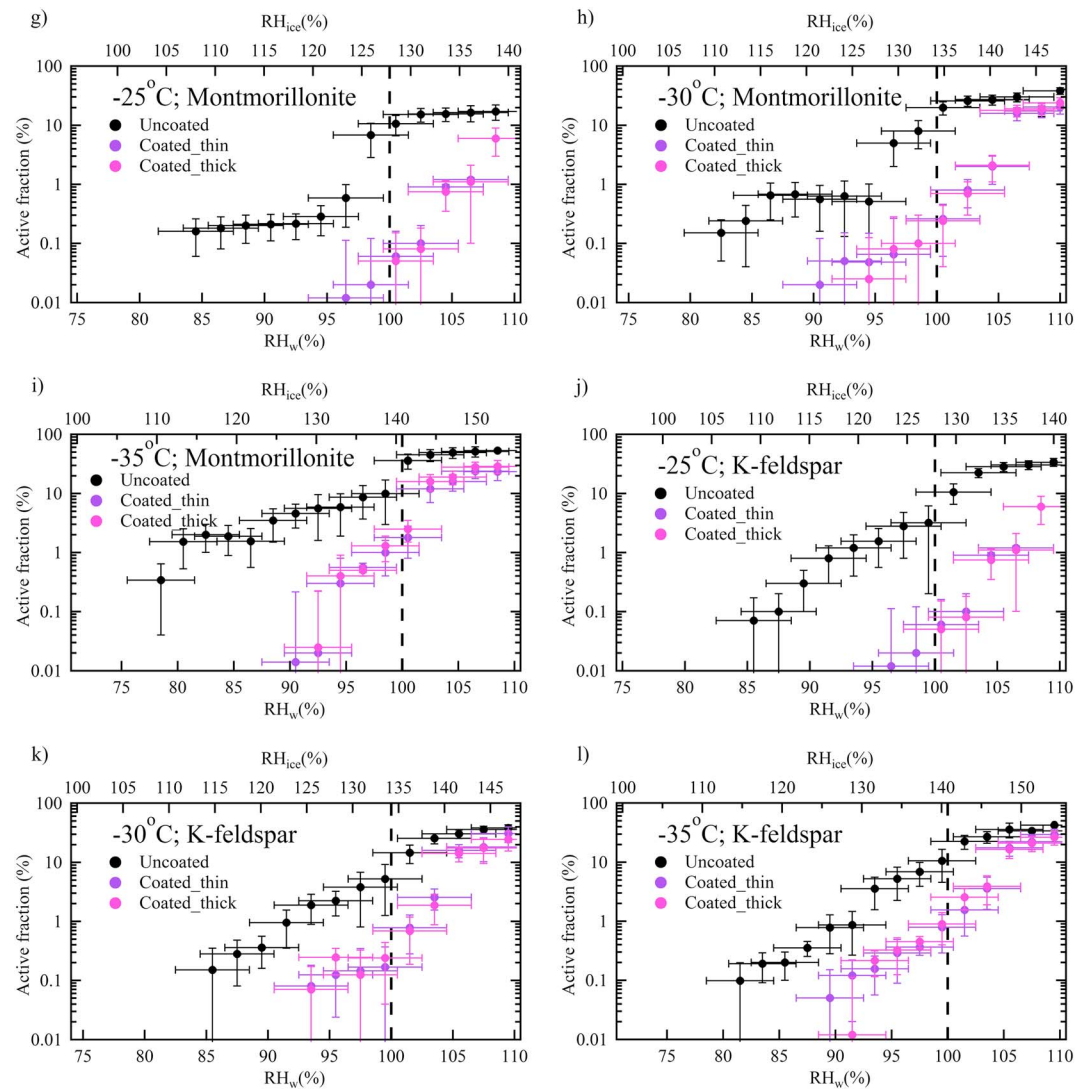 g)
RHice(%)
100 105 110 115 120 125 130 135 140
100
10
1
0.1
0.01
Active fraction (%)
-25°C; Montmorillonite
Uncoated
Coated_thin
Coated_thick
75 80 85 90 95 100 105 110
RHw(%)
h)
RHice(%)
100 105 110 115 120 125 130 135 140 145
100
10
1
0.1
0.01
Active fraction (%)
-30°C; Montmorillonite
Uncoated
Coated_thin
Coated_thick
75 80 85 90 95 100 105 110
RHw(%)
i)
RHice(%)
100 110 120 130 140 150
100
10
1
0.1
0.01
Active fraction (%)
-35°C; Montmorillonite
Uncoated
Coated_thin
Coated_thick
75 80 85 90 95 100 105 110
RHw(%)
j)
RHice(%)
100 105 110 115 120 125 130 135 140
100
10
1
0.1
0.01
Active fraction (%)
-25°C; K-feldspar
Uncoated
Coated_thin
Coated_thick
75 80 85 90 95 100 105 110
RHw(%)
k)
RHice(%)
100 105 110 115 120 125 130 135 140 145
100
10
1
0.1
0.01
Active fraction (%)
-30°C; K-feldspar
Uncoated
Coated_thin
Coated_thick
75 80 85 90 95 100 105 110
RHw(%)
l)
RHice(%)
100 110 120 130 140 150
100
10
1
0.1
0.01
Active fraction (%)
-35°C; K-feldspar
Uncoated
Coated_thin
Coated_thick
75 80 85 90 95 100 105 110
RHw(%)